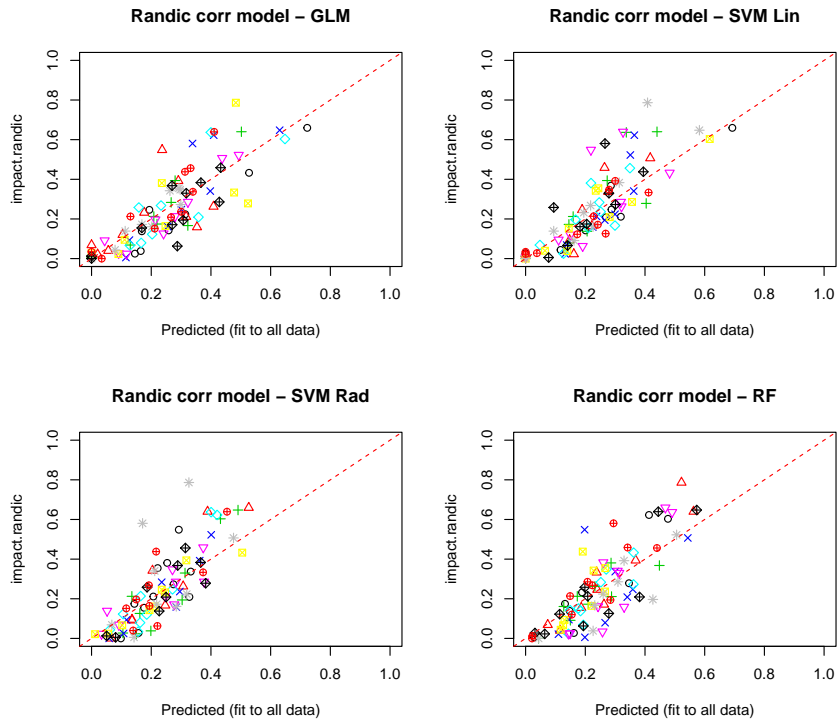 Randic corr model – GLM
impact.randic
0.0 0.2 0.4 0.6 0.8 1.0
0.0 0.2 0.4 0.6 0.8 1.0
Predicted (fit to all data)
Randic corr model – SVM Lin
impact.randic
0.0 0.2 0.4 0.6 0.8 1.0
0.0 0.2 0.4 0.6 0.8 1.0
Predicted (fit to all data)
Randic corr model – SVM Rad
impact.randic
0.0 0.2 0.4 0.6 0.8 1.0
0.0 0.2 0.4 0.6 0.8 1.0
Predicted (fit to all data)
Randic corr model – RF
impact.randic
0.0 0.2 0.4 0.6 0.8 1.0
0.0 0.2 0.4 0.6 0.8 1.0
Predicted (fit to all data)